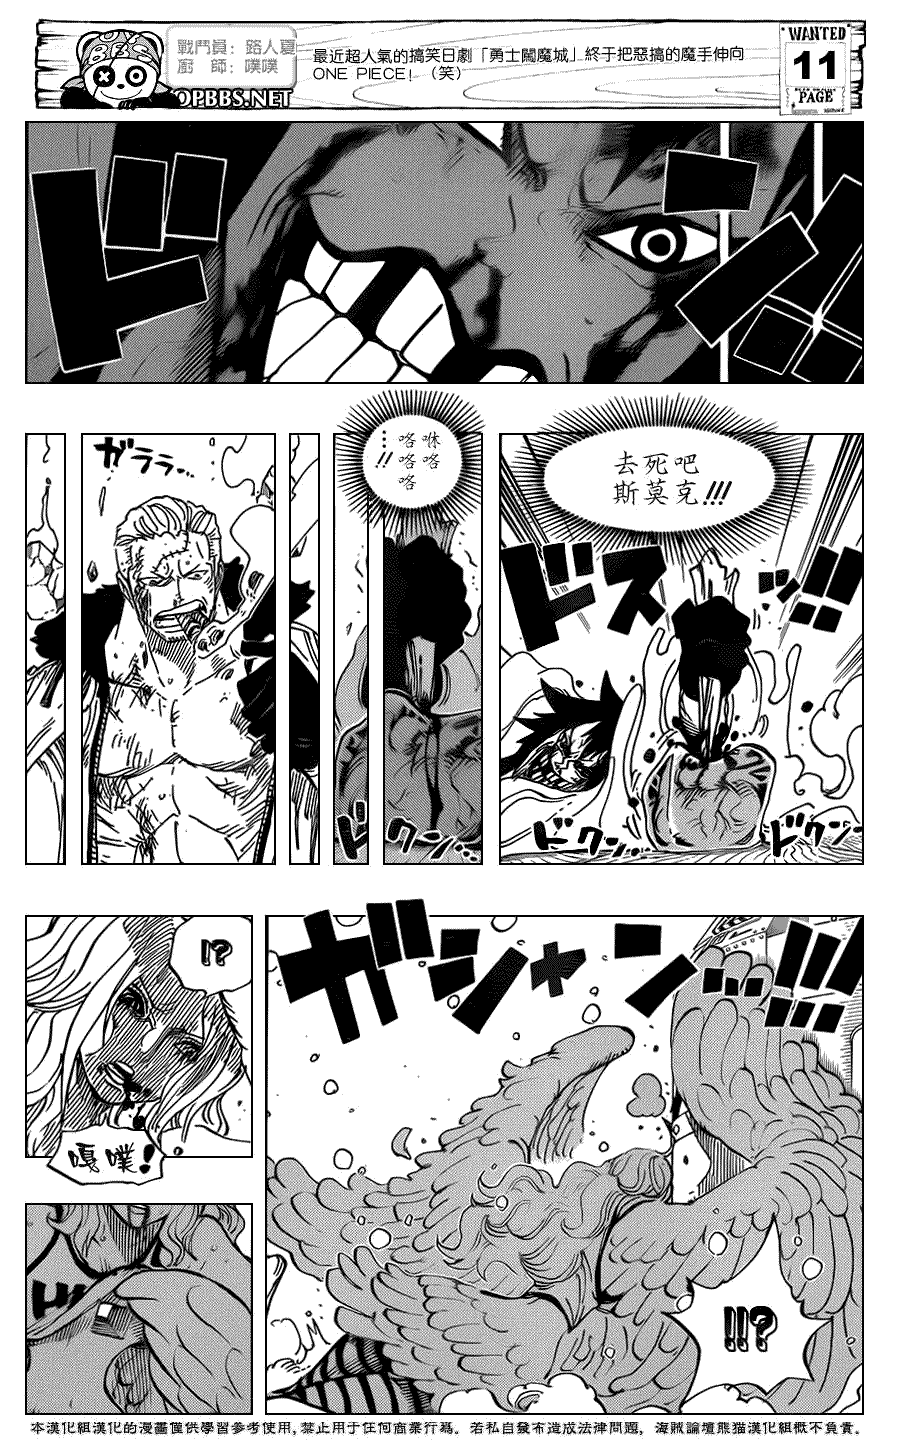 戰鬥員：路人夏
廚　師：噗噗
OPBBS.NET
最近超人氣的搞笑日劇「勇士闖魔城」終于把惡搞的魔手伸向
ONE PIECE！（笑）
WANTED
11
PAGE
ドドド
去死吧
斯莫克!!!
咻咯
咯咯咯
…!!
ガララ…
ドスッ…!!!
ドクン
ドクン
ドクン
ガシャァン…!!!
!?
嘎噗!
!!?
本漢化組漢化的漫畫僅供學習參考使用，禁止用于任何商業行爲。若私自發布造成法律問題，海賊論壇熊猫漢化組概不負責。